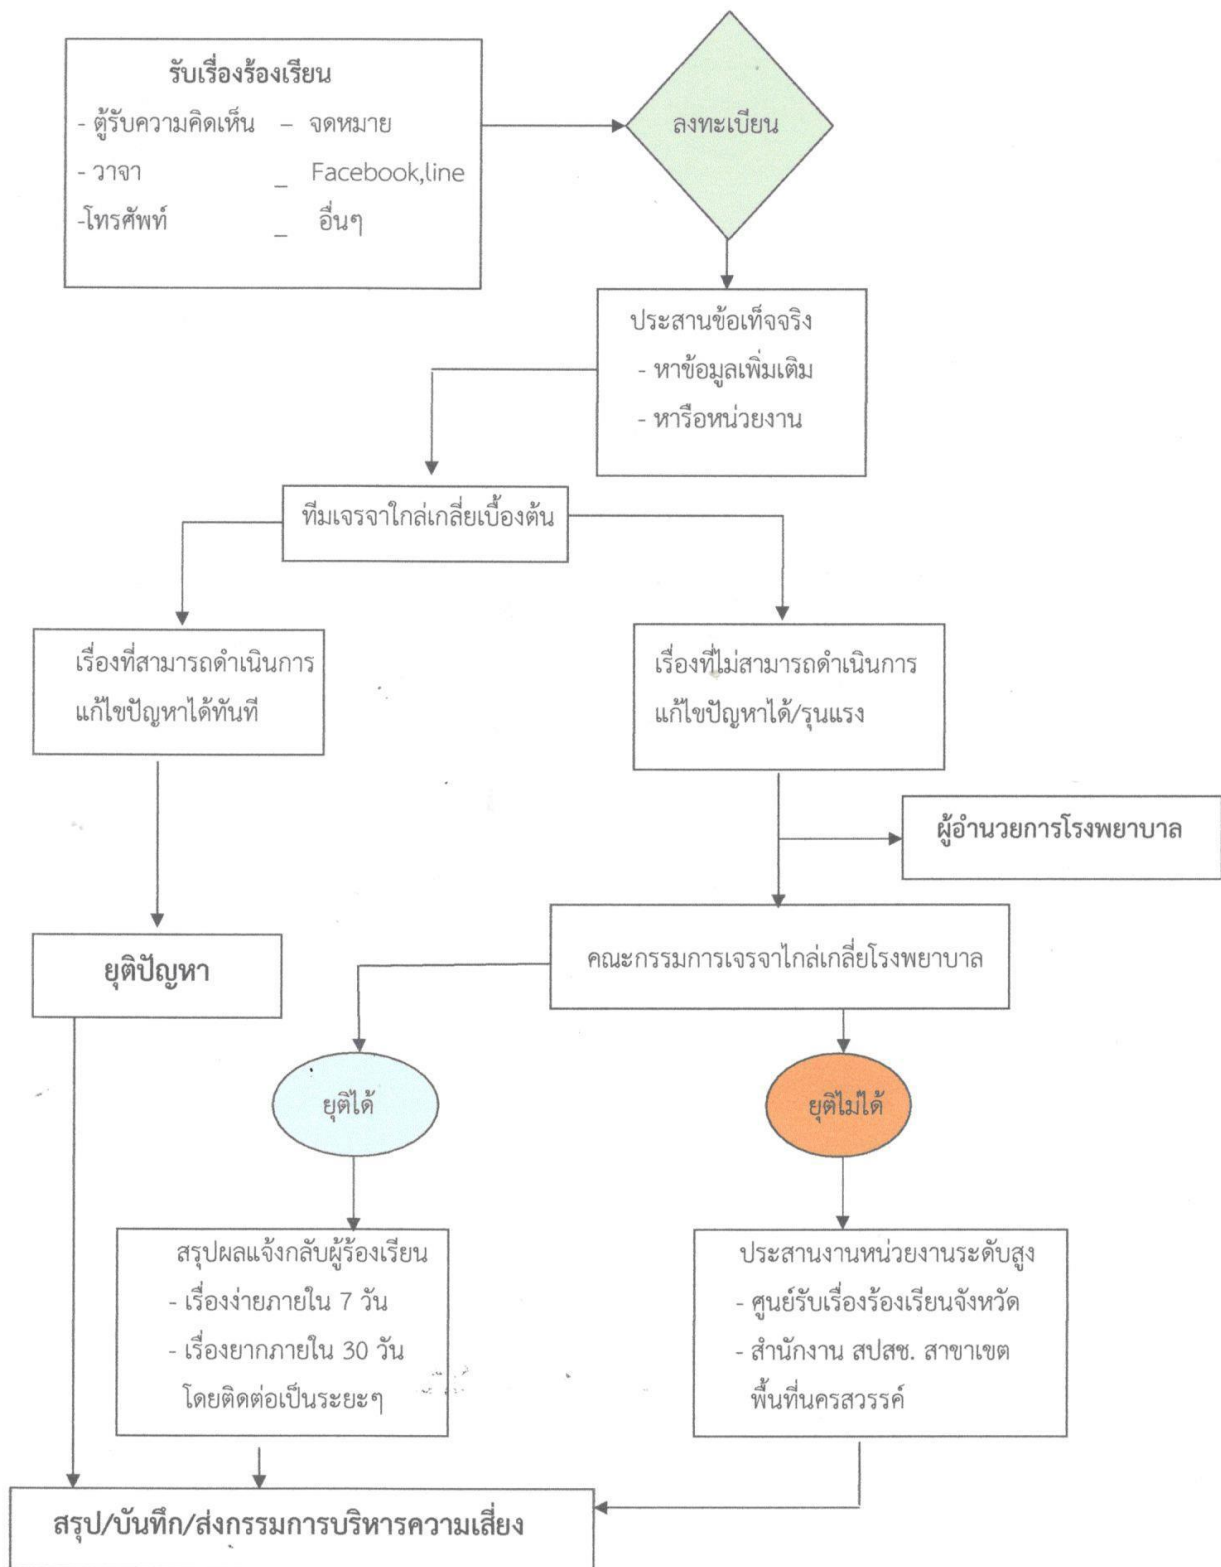 รับเรื่องร้องเรียน
- ตู้รับความคิดเห็น – จดหมาย
- วาจา _ Facebook,line
-โทรศัพท์ _ อื่นๆ
ลงทะเบียน
ประสานข้อเท็จจริง
- หาข้อมูลเพิ่มเติม
- หารือหน่วยงาน
ทีมเจรจาใกล่เกลี่ยเบื้องต้น
เรื่องที่สามารถดำเนินการ
แก้ไขปัญหาได้ทันที
เรื่องที่ไม่สามารถดำเนินการ
แก้ไขปัญหาได้/รุนแรง
ผู้อำนวยการโรงพยาบาล
ยุติปัญหา
คณะกรรมการเจรจาไกล่เกลี่ยโรงพยาบาล
ยุติได้
ยุติไม่ได้
สรุปผลแจ้งกลับผู้ร้องเรียน
- เรื่องง่ายภายใน 7 วัน
- เรื่องยากภายใน 30 วัน
โดยติดต่อเป็นระยะๆ
ประสานงานหน่วยงานระดับสูง
- ศูนย์รับเรื่องร้องเรียนจังหวัด
- สำนักงาน สปสช. สาขาเขต
พื้นที่นครสวรรค์
สรุป/บันทึก/ส่งกรรมการบริหารความเสี่ยง